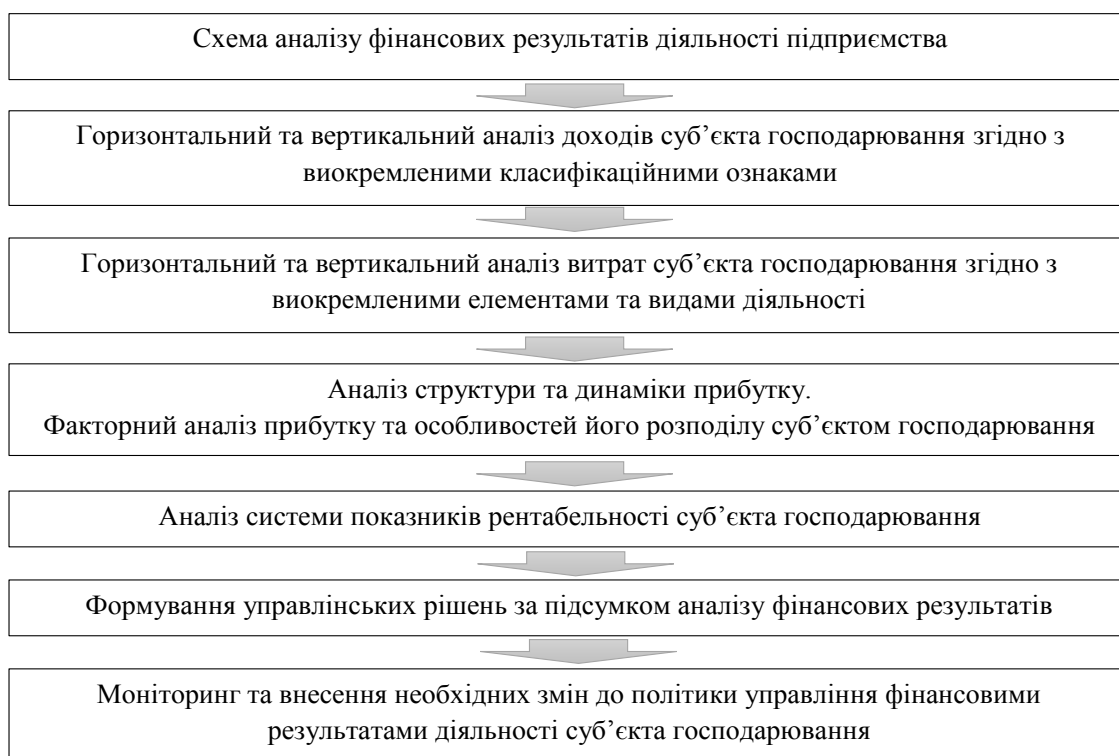 Схема аналізу фінансових результатів діяльності підприємства
Горизонтальний та вертикальний аналіз доходів суб’єкта господарювання згідно з
виокремленими класифікаційними ознаками
Горизонтальний та вертикальний аналіз витрат суб’єкта господарювання згідно з
виокремленими елементами та видами діяльності
Аналіз структури та динаміки прибутку.
Факторний аналіз прибутку та особливостей його розподілу суб’єктом господарювання
Аналіз системи показників рентабельності суб’єкта господарювання
Формування управлінських рішень за підсумком аналізу фінансових результатів
Моніторинг та внесення необхідних змін до політики управління фінансовими
результатами діяльності суб’єкта господарювання